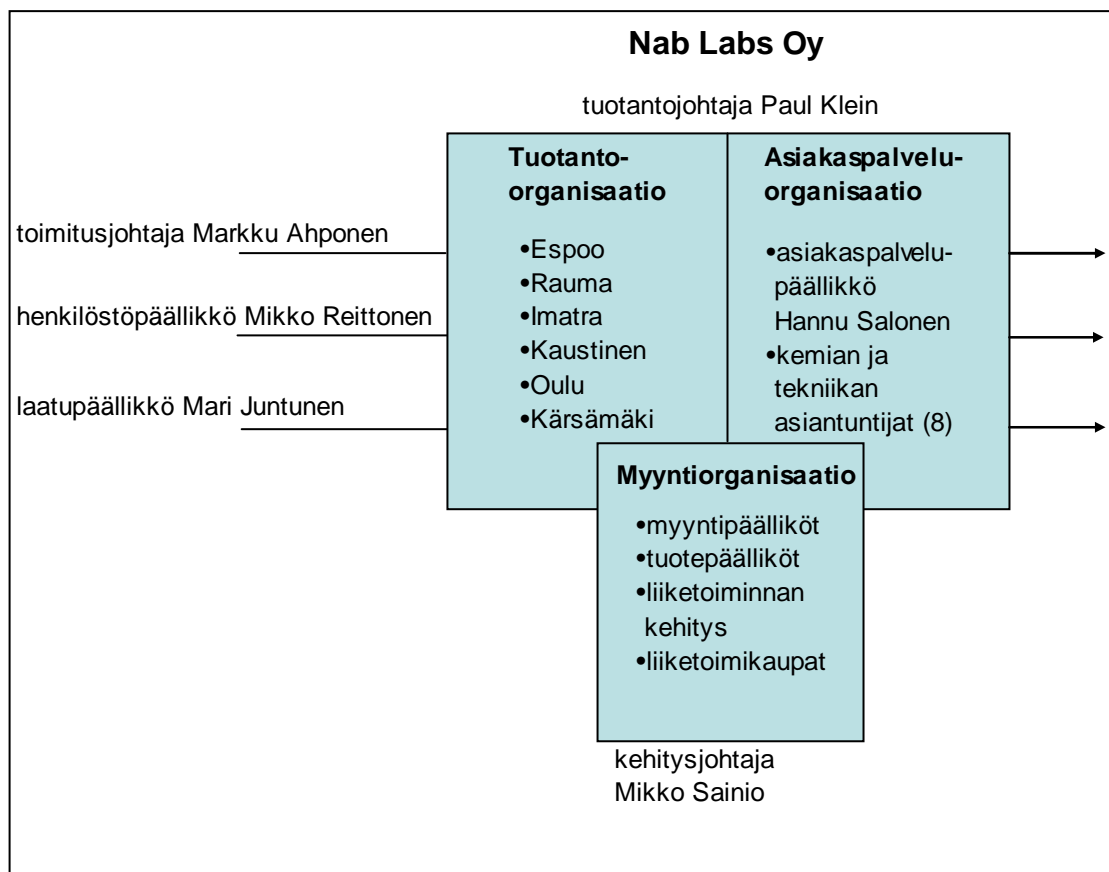 Nab Labs Oy
tuotantojohtaja Paul Klein
toimitusjohtaja Markku Ahponen
henkilöstöpäällikkö Mikko Reittonen
laatupäällikkö Mari Juntunen
Tuotanto-
organisaatio
•Espoo
•Rauma
•Imatra
•Kaustinen
•Oulu
•Kärsämäki
Asiakaspalvelu-
organisaatio
•asiakaspalvelu-
päällikkö
Hannu Salonen
•kemian ja
tekniikan
asiantuntijat (8)
Myyntiorganisaatio
•myyntipäälliköt
•tuotepäälliköt
•liiketoiminnan
kehitys
•liiketoimikaupat
kehitysjohtaja
Mikko Sainio